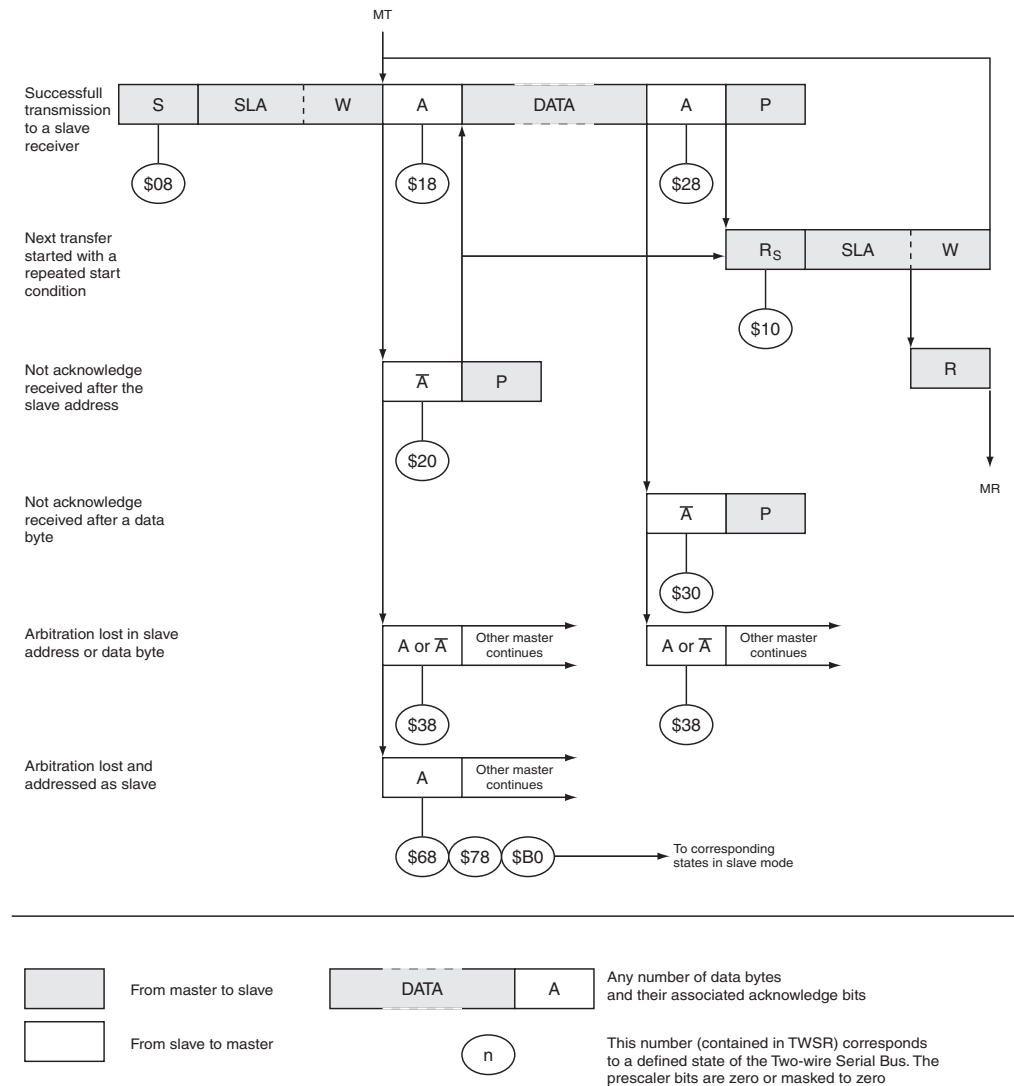 MT
Successfull
transmission
to a slave
receiver
S SLA W A DATA A P
$08 $18 $28
Next transfer
started with a
repeated start
condition
RS SLA W
$10
Not acknowledge
received after the
slave address
A̅ P
R
$20
MR
Not acknowledge
received after a data
byte
A̅ P
$30
Arbitration lost in slave
address or data byte
A or A̅ Other master
continues
A or A̅ Other master
continues
$38 $38
Arbitration lost and
addressed as slave
A Other master
continues
$68 $78 $B0 To corresponding
states in slave mode
From master to slave
DATA A Any number of data bytes
and their associated acknowledge bits
From slave to master
n This number (contained in TWSR) corresponds
to a defined state of the Two-wire Serial Bus. The
prescaler bits are zero or masked to zero